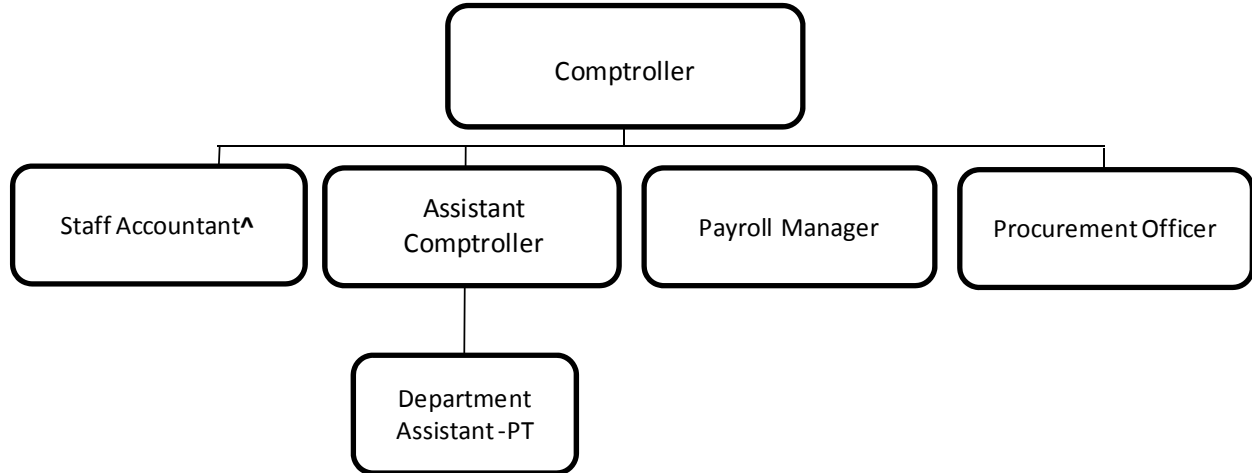 Comptroller
Staff Accountant^
Assistant
Comptroller
Payroll Manager
Procurement Officer
Department
Assistant -PT